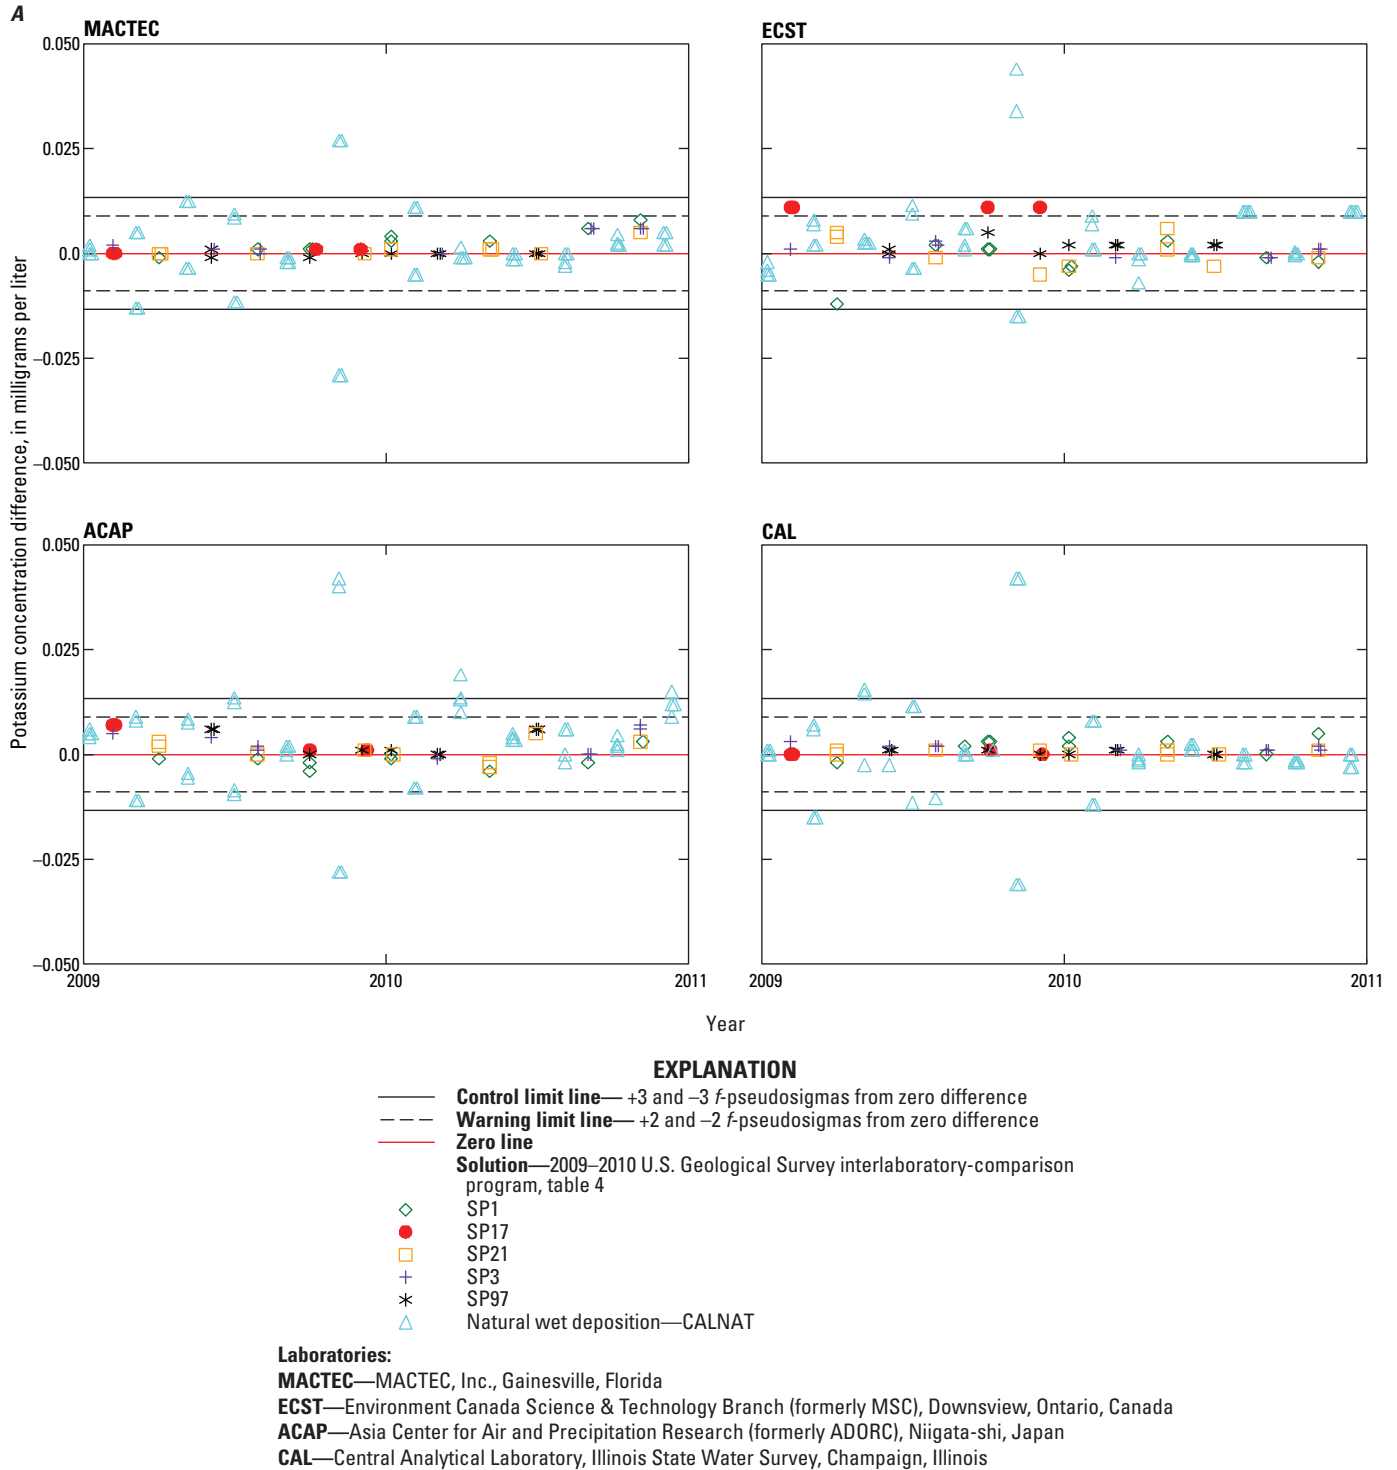 A
MACTEC
ECST
0.050
0.025
0.0
–0.025
–0.050
ACAP
CAL
0.050
0.025
0.0
–0.025
–0.050
Potassium concentration difference, in milligrams per liter
2009
2010
2011
2009
2010
2011
Year
EXPLANATION
Control limit line— +3 and –3 f-pseudosigmas from zero difference
Warning limit line— +2 and –2 f-pseudosigmas from zero difference
Zero line
Solution—2009–2010 U.S. Geological Survey interlaboratory-comparison
program, table 4
SP1
SP17
SP21
SP3
SP97
Natural wet deposition—CALNAT
Laboratories:
MACTEC—MACTEC, Inc., Gainesville, Florida
ECST—Environment Canada Science & Technology Branch (formerly MSC), Downsview, Ontario, Canada
ACAP—Asia Center for Air and Precipitation Research (formerly ADORC), Niigata-shi, Japan
CAL—Central Analytical Laboratory, Illinois State Water Survey, Champaign, Illinois